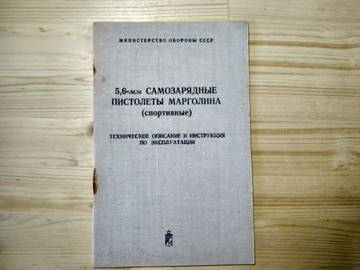 МИНИСТЕРСТВО ОБОРОНЫ СССР
5,6-мм САМОЗАРЯДНЫЕ
ПИСТОЛЕТЫ МАРГОЛИНА
(спортивные)
ТЕХНИЧЕСКОЕ ОПИСАНИЕ И ИНСТРУКЦИЯ
ПО ЭКСПЛУАТАЦИИ